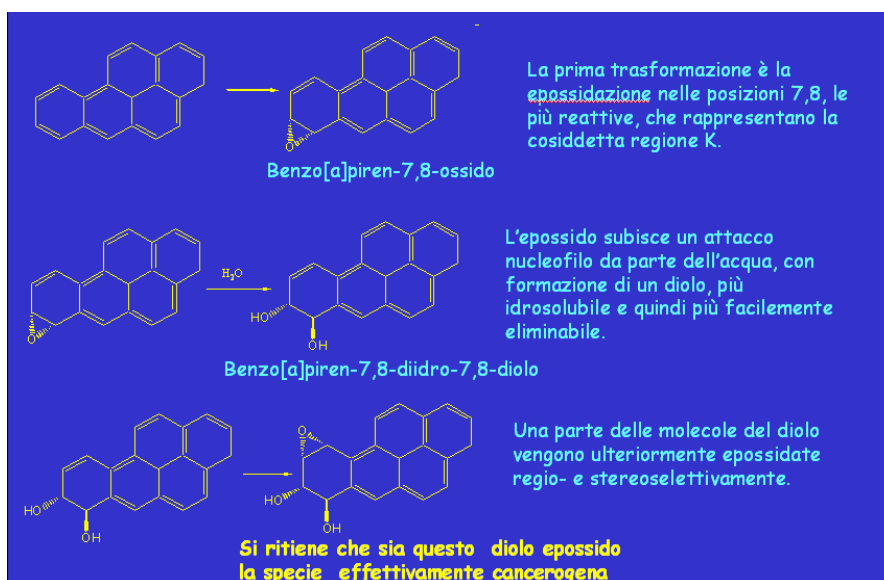 La prima trasformazione è la
epossidazione nelle posizioni 7,8, le
più reattive, che rappresentano la
cosiddetta regione K.
O
Benzo[a]piren-7,8-ossido
L'epossido subisce un attacco
nucleofilo da parte dell'acqua, con
formazione di un diolo, più
idrosolubile e quindi più facilemente
eliminabile.
H₂O
O
HO
OH
Benzo[a]piren-7,8-diidro-7,8-diolo
Una parte delle molecole del diolo
vengono ulteriormente epossidate
regio- e stereoselettivamente.
O
HO
OH
HO
OH
Si ritiene che sia questo diolo epossido
la specie effettivamente cancerogena